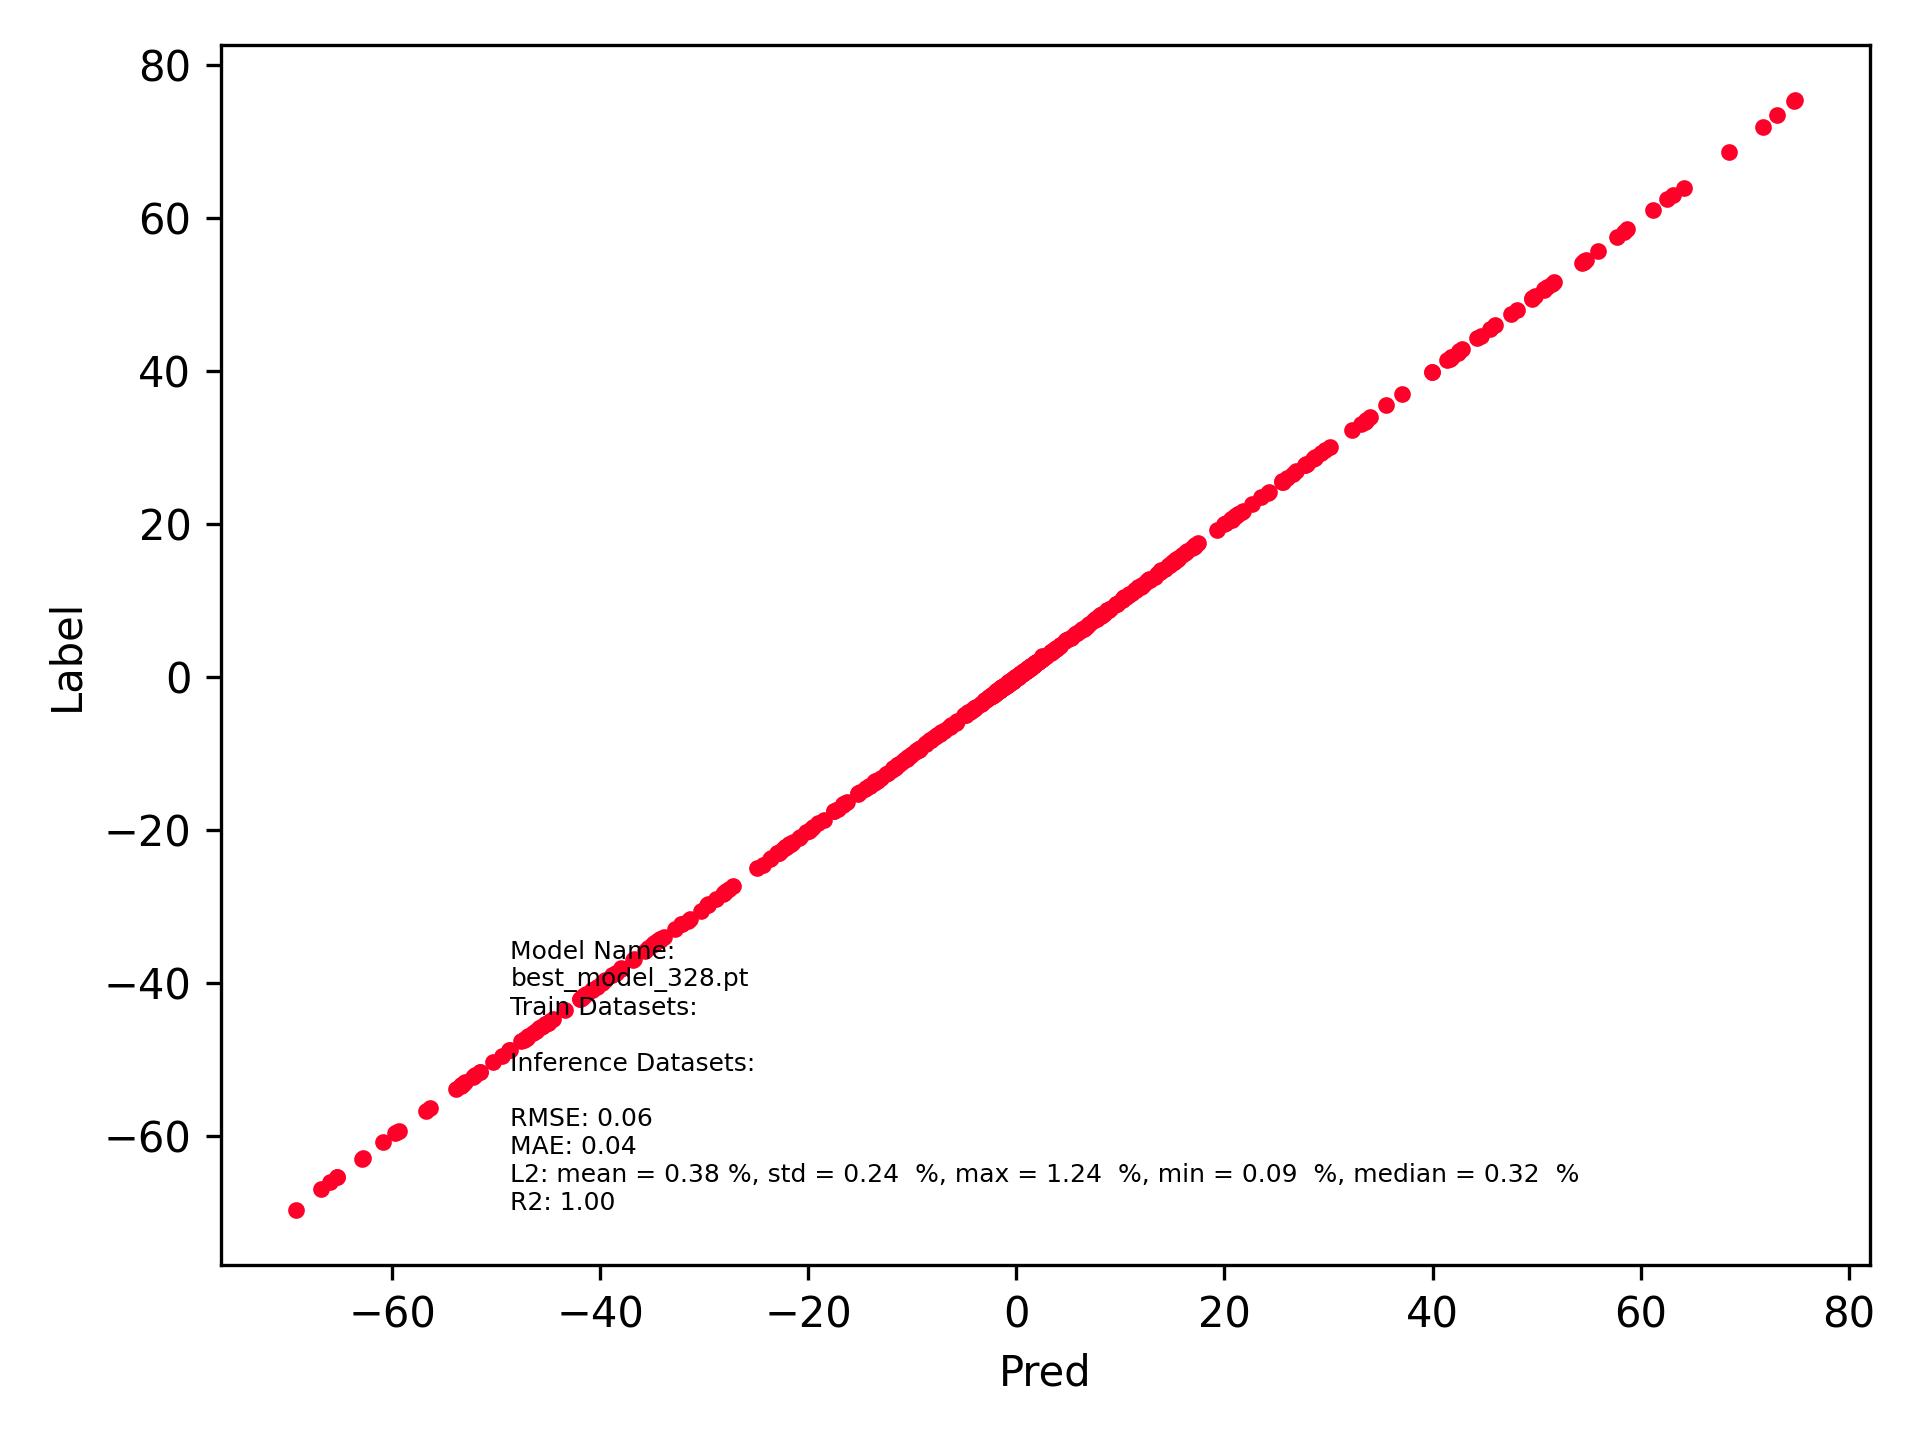 80
60
40
20
0
−20
−40
−60
Label
Model Name:
best_model_328.pt
Train Datasets:
Inference Datasets:
RMSE: 0.06
MAE: 0.04
L2: mean = 0.38 %, std = 0.24  %, max = 1.24  %, min = 0.09  %, median = 0.32  %
R2: 1.00
−60 −40 −20 0 20 40 60 80
Pred